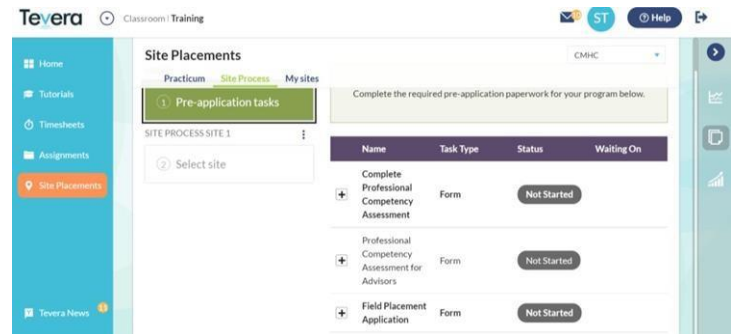 Tevera
Classroom | Training
ST
Help
Home
Tutorials
Timesheets
Assignments
Site Placements
Tevera News
13
Site Placements
CMHC
Practicum
Site Process
My sites
1 Pre-application tasks
SITE PROCESS SITE 1
2 Select site
Complete the required pre-application paperwork for your program below.
Name Task Type Status Waiting On
Complete
Professional
Competency
Assessment
Form
Not Started
Professional
Competency
Assessment for
Advisors
Form
Not Started
Field Placement
Application
Form
Not Started